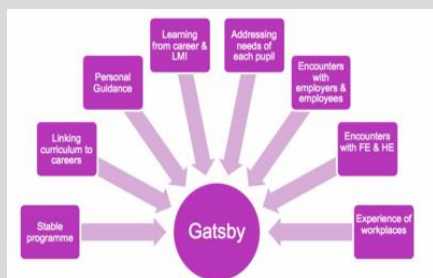 Learning
from career &
LMI
Addressing
needs of
each pupil
Personal
Guidance
Encounters
with
employers &
employees
Linking
curriculum to
careers
Encounters
with FE & HE
Stable
programme
Gatsby
Experience of
workplaces